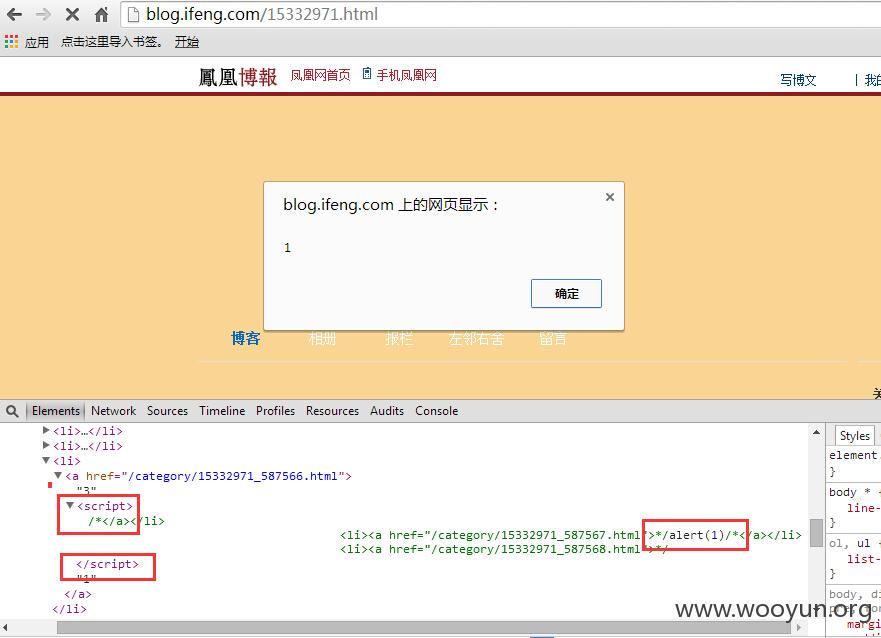 blog.ifeng.com/15332971.html
应用 点击这里导入书签。 开始
鳳凰博報 凤凰网首页 手机凤凰网 写博文 | 我的
blog.ifeng.com 上的网页显示：
×
1
确定
博客 相册 报栏 左邻右舍 留言
Elements Network Sources Timeline Profiles Resources Audits Console
▶<li>…</li>
▶<li>…</li>
▼<li>
▼<a href="/category/15332971_587566.html">
"3"
▼<script>
/*</a></li>
<li><a href="/category/15332971_587567.html">*/alert(1)/*</a></li>
<li><a href="/category/15332971_587568.html">*/
</script>
"1"
</a>
</li>
Styles
element.
}
body *
line-
}
ol, ul
list-
}
body, di
margi
www.wooyun.org